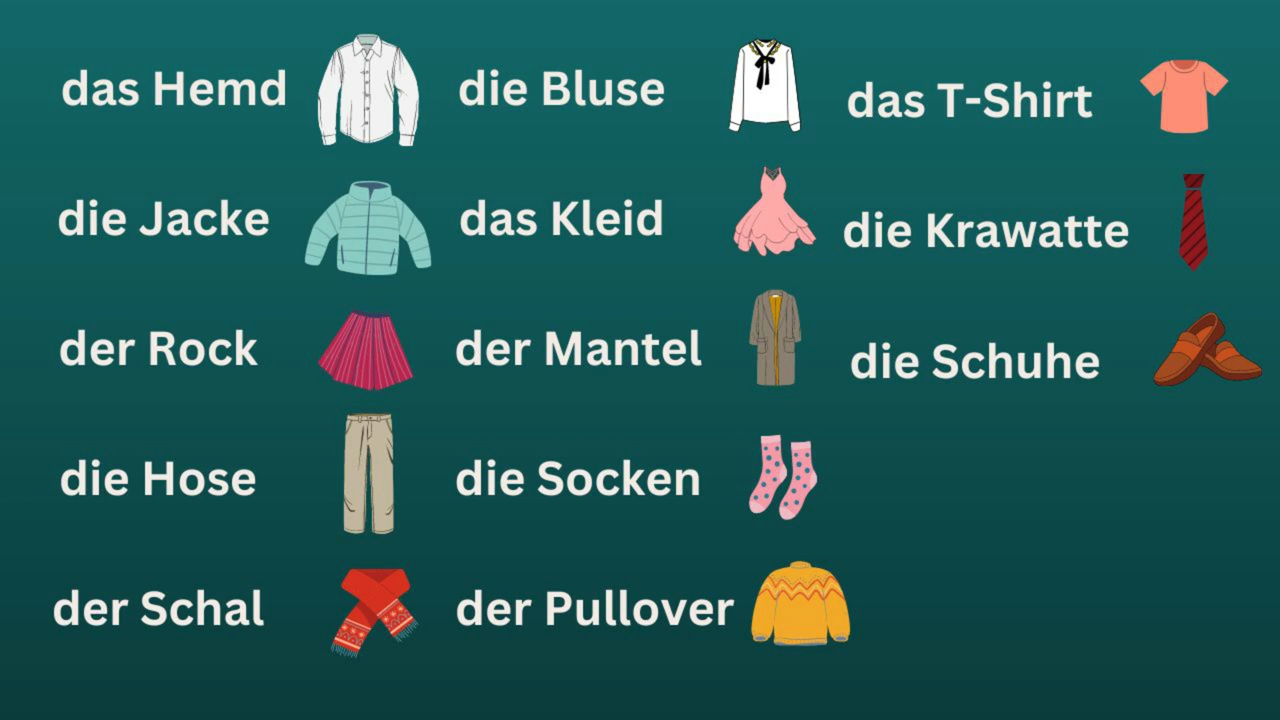 das Hemd
die Bluse
das T-Shirt
die Jacke
das Kleid
die Krawatte
der Rock
der Mantel
die Schuhe
die Hose
die Socken
der Schal
der Pullover